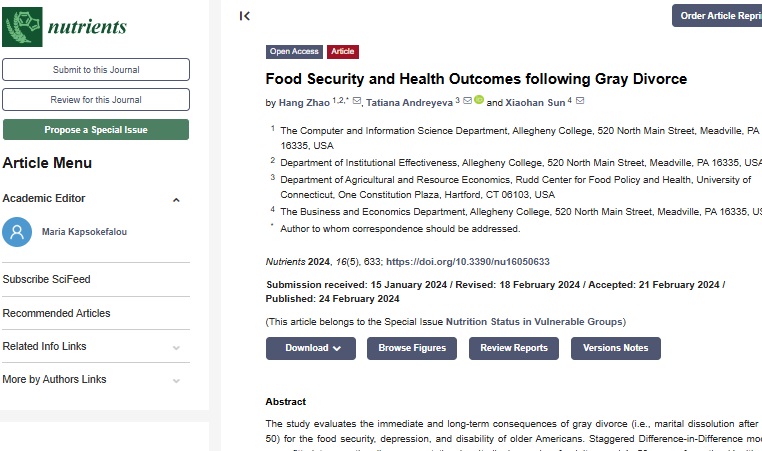 nutrients
Submit to this Journal
Review for this Journal
Propose a Special Issue
Article Menu
Academic Editor
Maria Kapsokefalou
Subscribe SciFeed
Recommended Articles
Related Info Links
More by Authors Links
Order Article Repri
Open Access Article
Food Security and Health Outcomes following Gray Divorce
by Hang Zhao 1,2,* , Tatiana Andreyeva 3 and Xiaohan Sun 4
1 The Computer and Information Science Department, Allegheny College, 520 North Main Street, Meadville, PA
16335, USA
2 Department of Institutional Effectiveness, Allegheny College, 520 North Main Street, Meadville, PA 16335, USA
3 Department of Agricultural and Resource Economics, Rudd Center for Food Policy and Health, University of
Connecticut, One Constitution Plaza, Hartford, CT 06103, USA
4 The Business and Economics Department, Allegheny College, 520 North Main Street, Meadville, PA 16335, US
* Author to whom correspondence should be addressed.
Nutrients 2024, 16(5), 633; https://doi.org/10.3390/nu16050633
Submission received: 15 January 2024 / Revised: 18 February 2024 / Accepted: 21 February 2024 /
Published: 24 February 2024
(This article belongs to the Special Issue Nutrition Status in Vulnerable Groups)
Download Browse Figures Review Reports Versions Notes
Abstract
The study evaluates the immediate and long-term consequences of gray divorce (i.e., marital dissolution after
50) for the food security, depression, and disability of older Americans. Staggered Difference-in-Difference mo